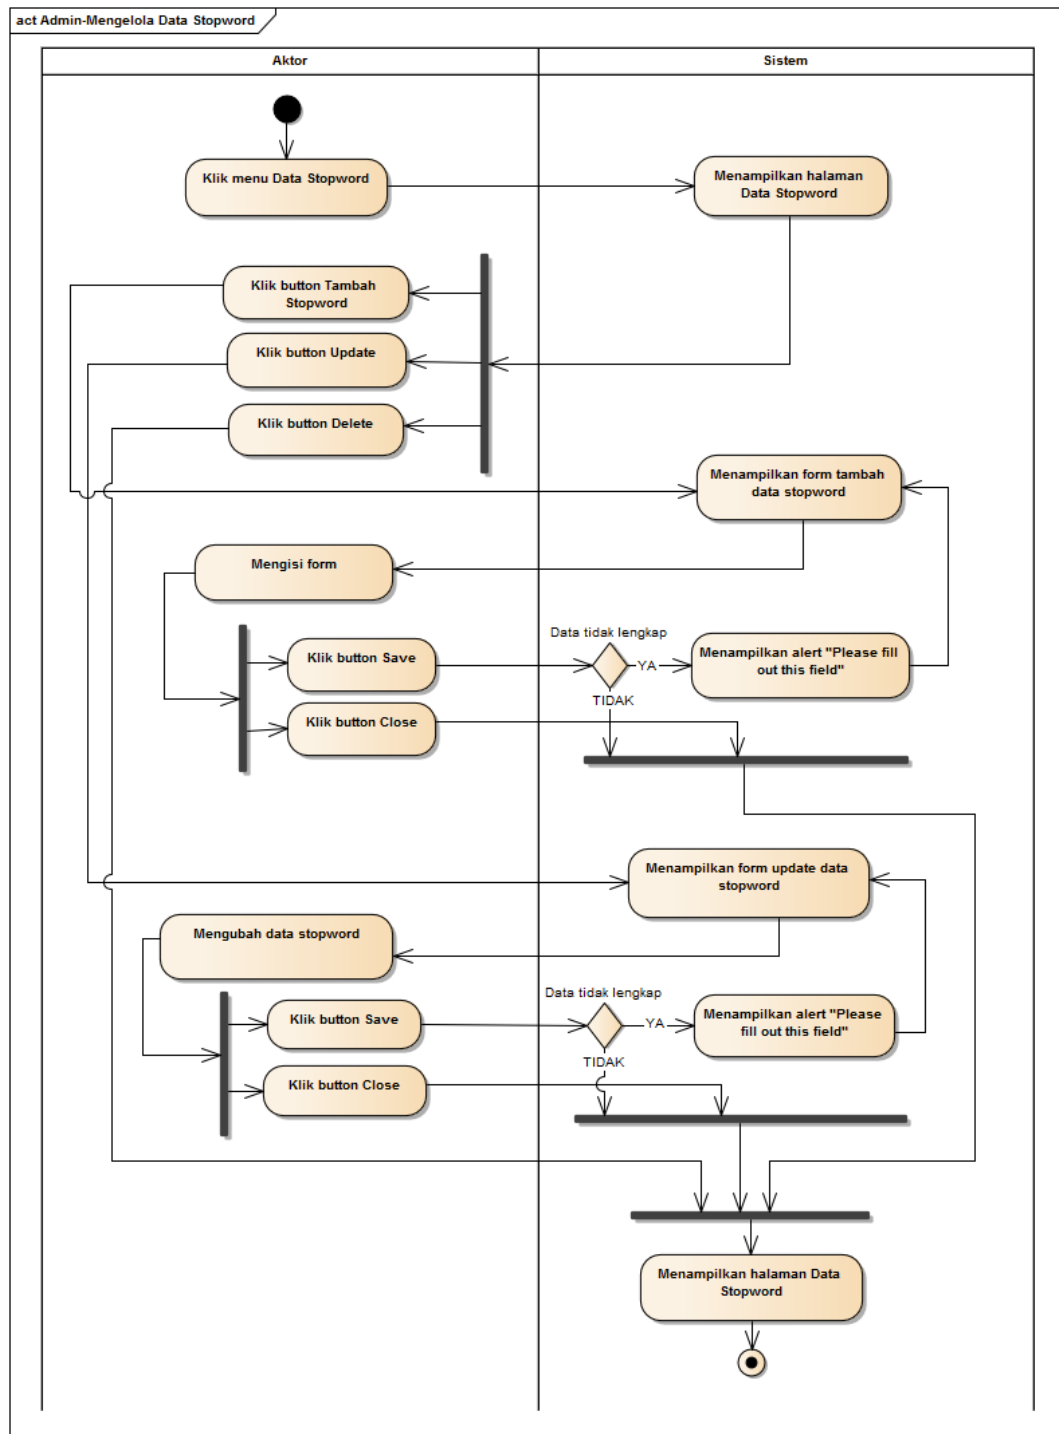 act Admin-Mengelola Data Stopword
Aktor
Sistem
Klik menu Data Stopword
Menampilkan halaman
Data Stopword
Klik button Tambah
Stopword
Klik button Update
Klik button Delete
Menampilkan form tambah
data stopword
Mengisi form
Data tidak lengkap
Klik button Save
YA
Menampilkan alert "Please fill
out this field"
TIDAK
Klik button Close
Menampilkan form update data
stopword
Mengubah data stopword
Data tidak lengkap
Klik button Save
YA
Menampilkan alert "Please
fill out this field"
TIDAK
Klik button Close
Menampilkan halaman Data
Stopword